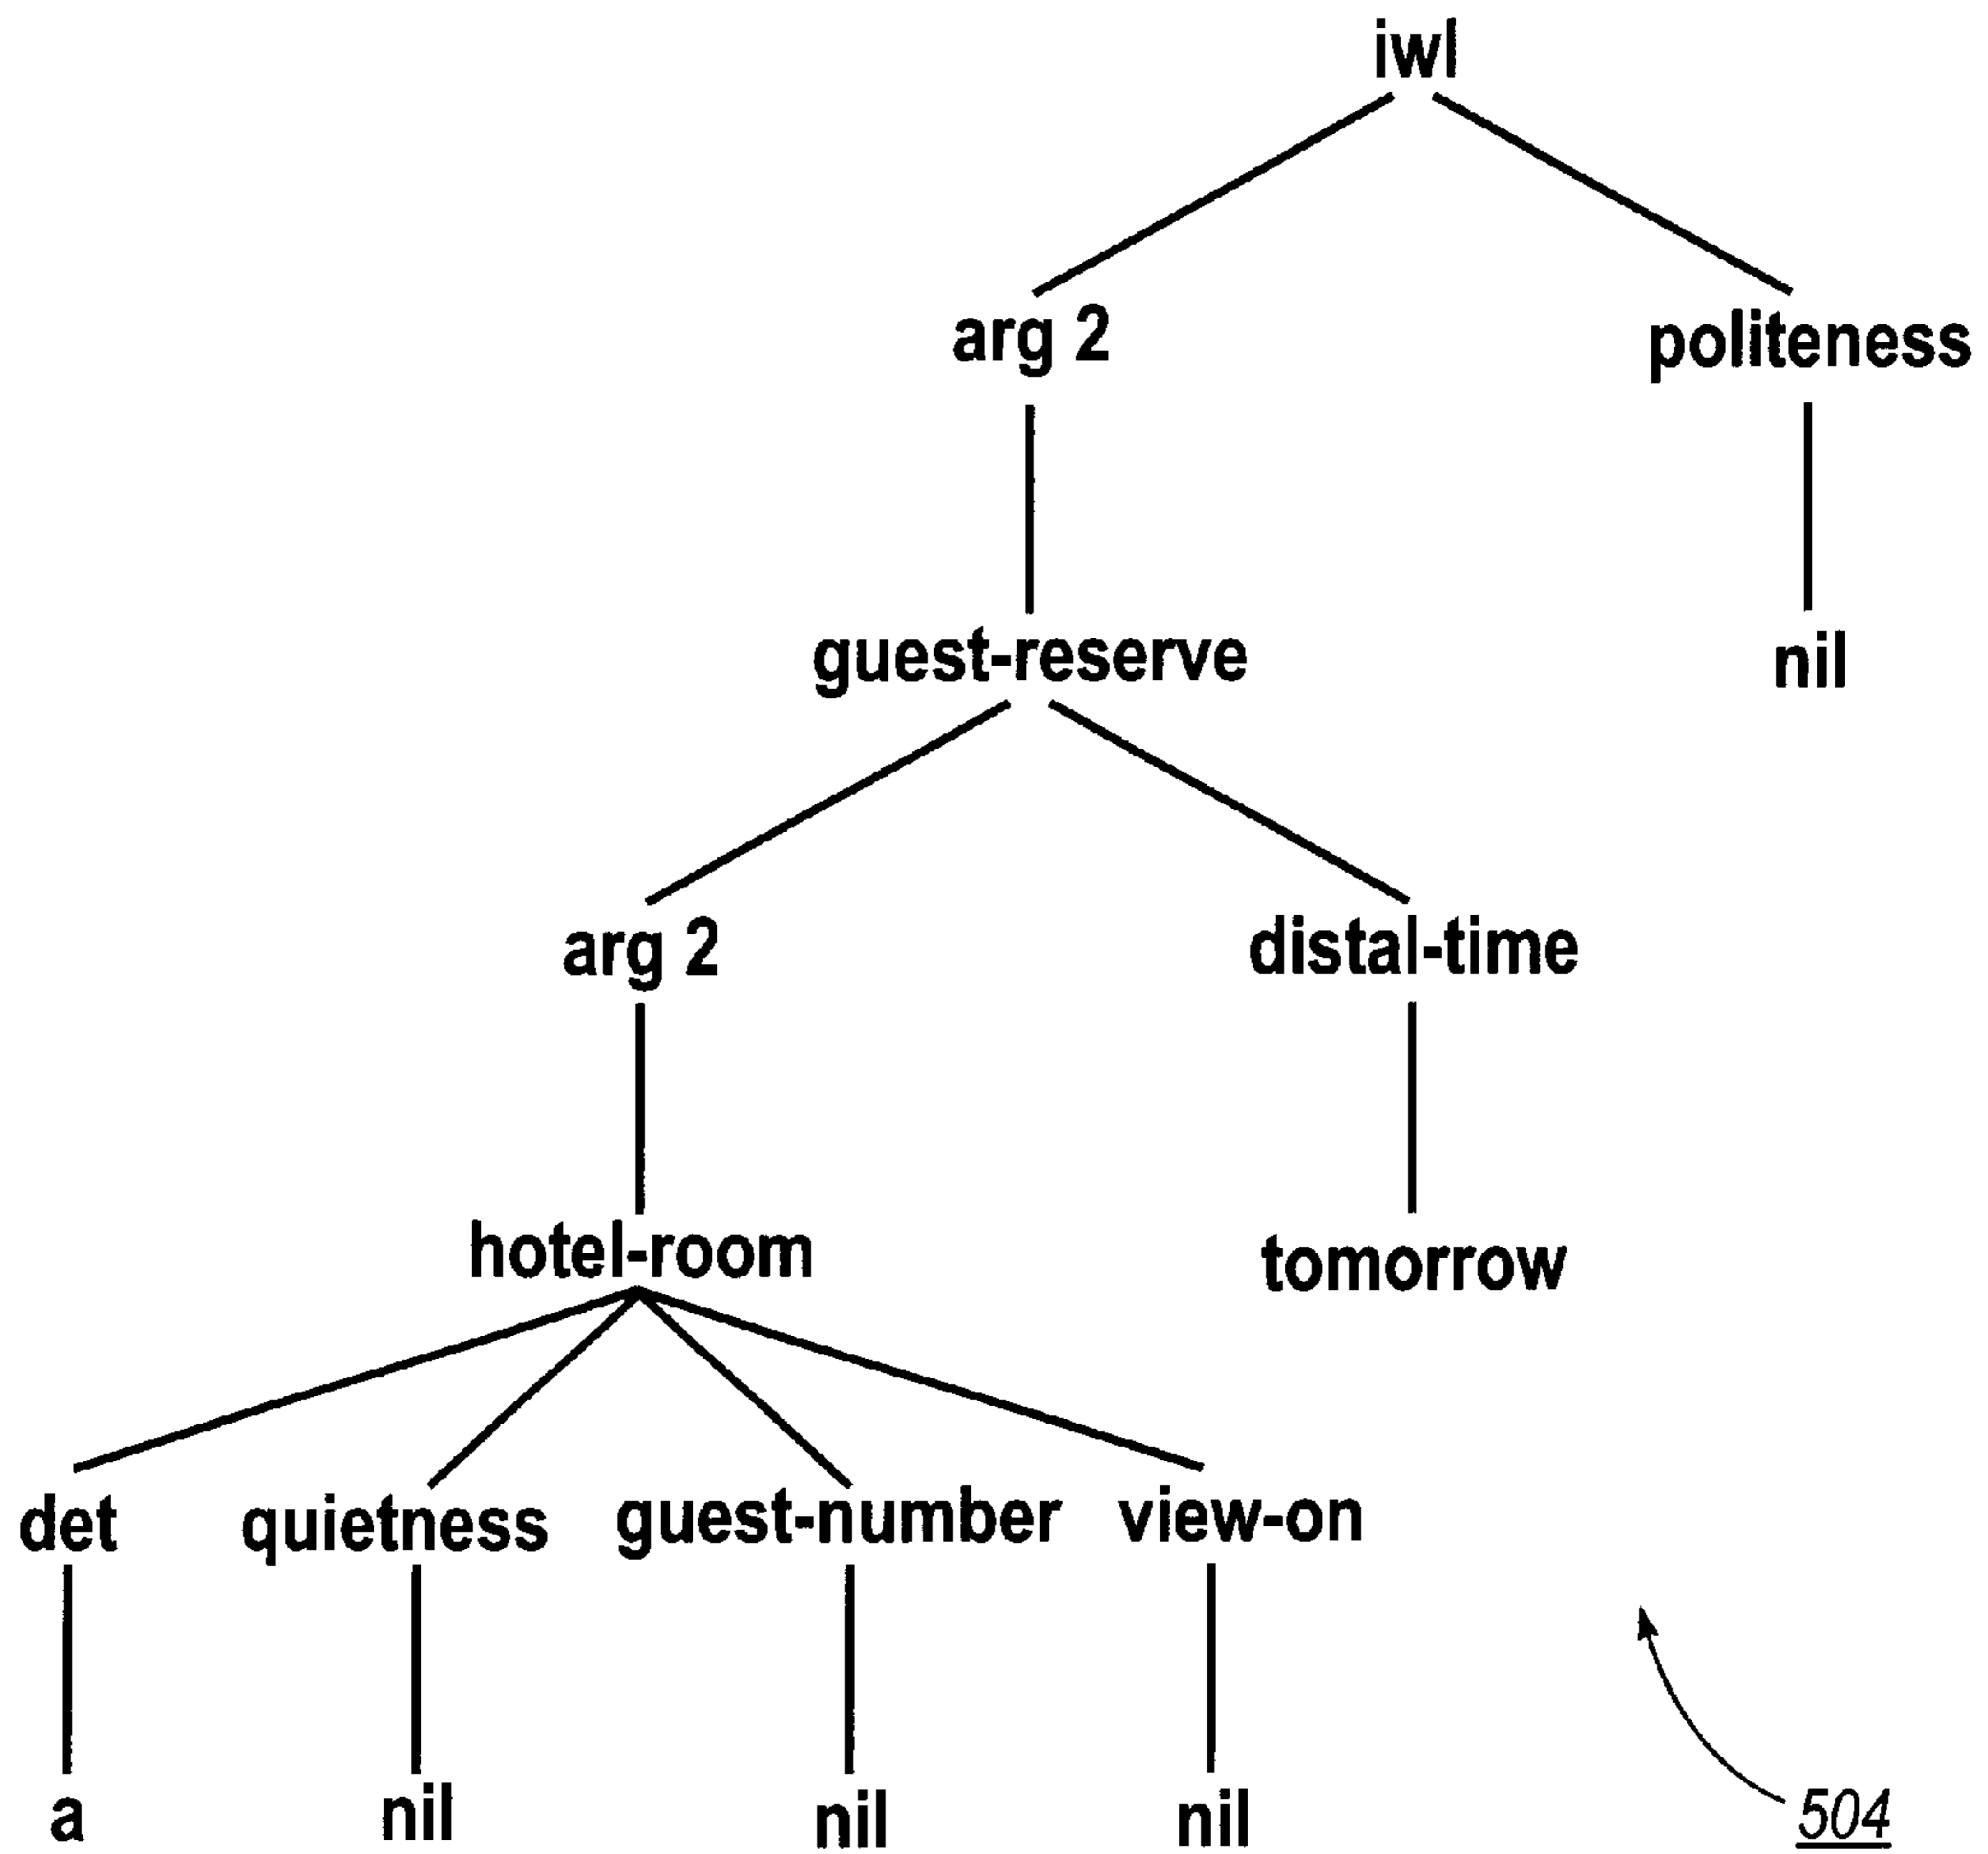 iwl
arg 2 politeness
guest-reserve nil
arg 2 distal-time
hotel-room tomorrow
det quietness guest-number view-on
a nil nil nil
504